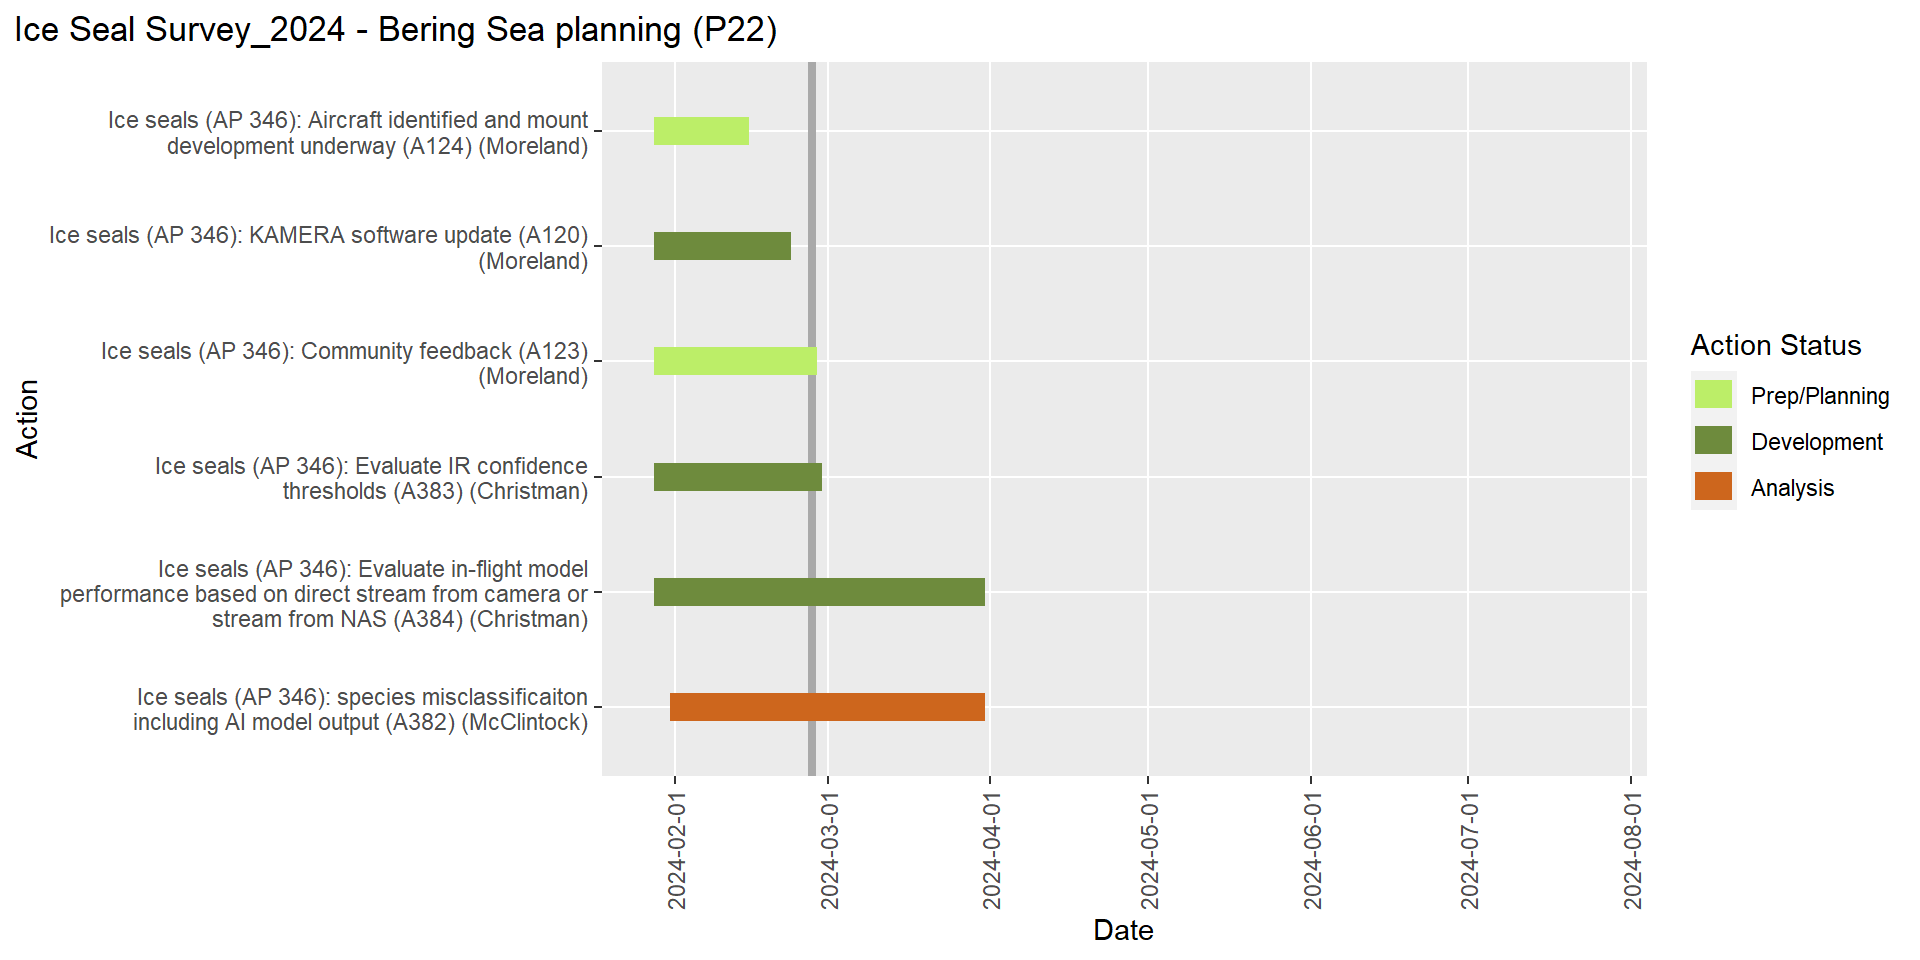 Ice Seal Survey_2024 - Bering Sea planning (P22)
Ice seals (AP 346): Aircraft identified and mount
development underway (A124) (Moreland)
Ice seals (AP 346): KAMERA software update (A120)
(Moreland)
Ice seals (AP 346): Community feedback (A123)
(Moreland)
Ice seals (AP 346): Evaluate IR confidence
thresholds (A383) (Christman)
Ice seals (AP 346): Evaluate in-flight model
performance based on direct stream from camera or
stream from NAS (A384) (Christman)
Ice seals (AP 346): species misclassificaiton
including AI model output (A382) (McClintock)
Action
2024-02-01
2024-03-01
2024-04-01
2024-05-01
2024-06-01
2024-07-01
2024-08-01
Date
Action Status
Prep/Planning
Development
Analysis